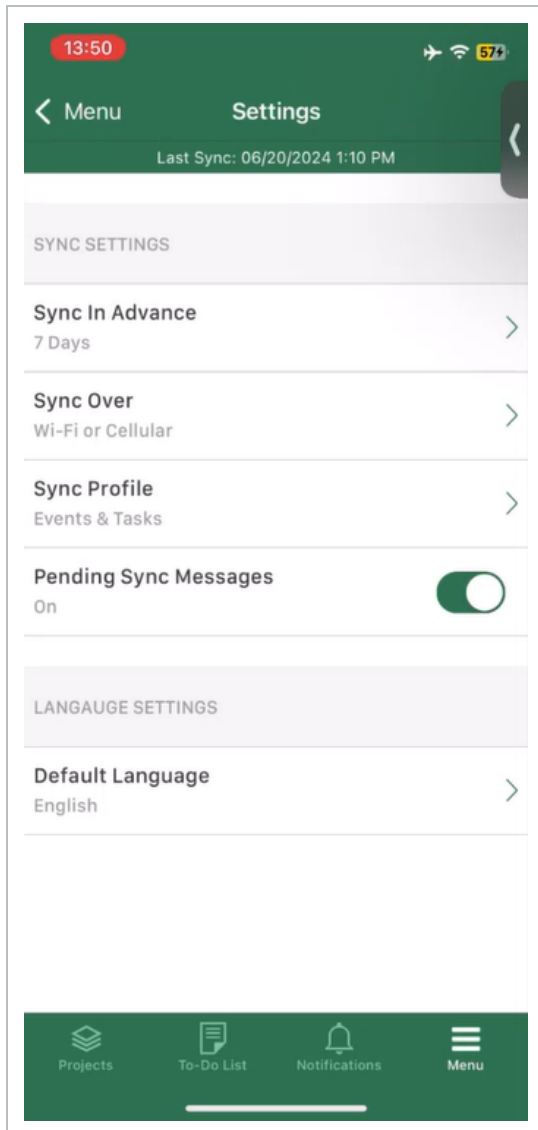 13:50
57
Menu
Settings
Last Sync: 06/20/2024 1:10 PM
SYNC SETTINGS
Sync In Advance
7 Days
Sync Over
Wi-Fi or Cellular
Sync Profile
Events & Tasks
Pending Sync Messages
On
LANGAUGE SETTINGS
Default Language
English
Projects
To-Do List
Notifications
Menu